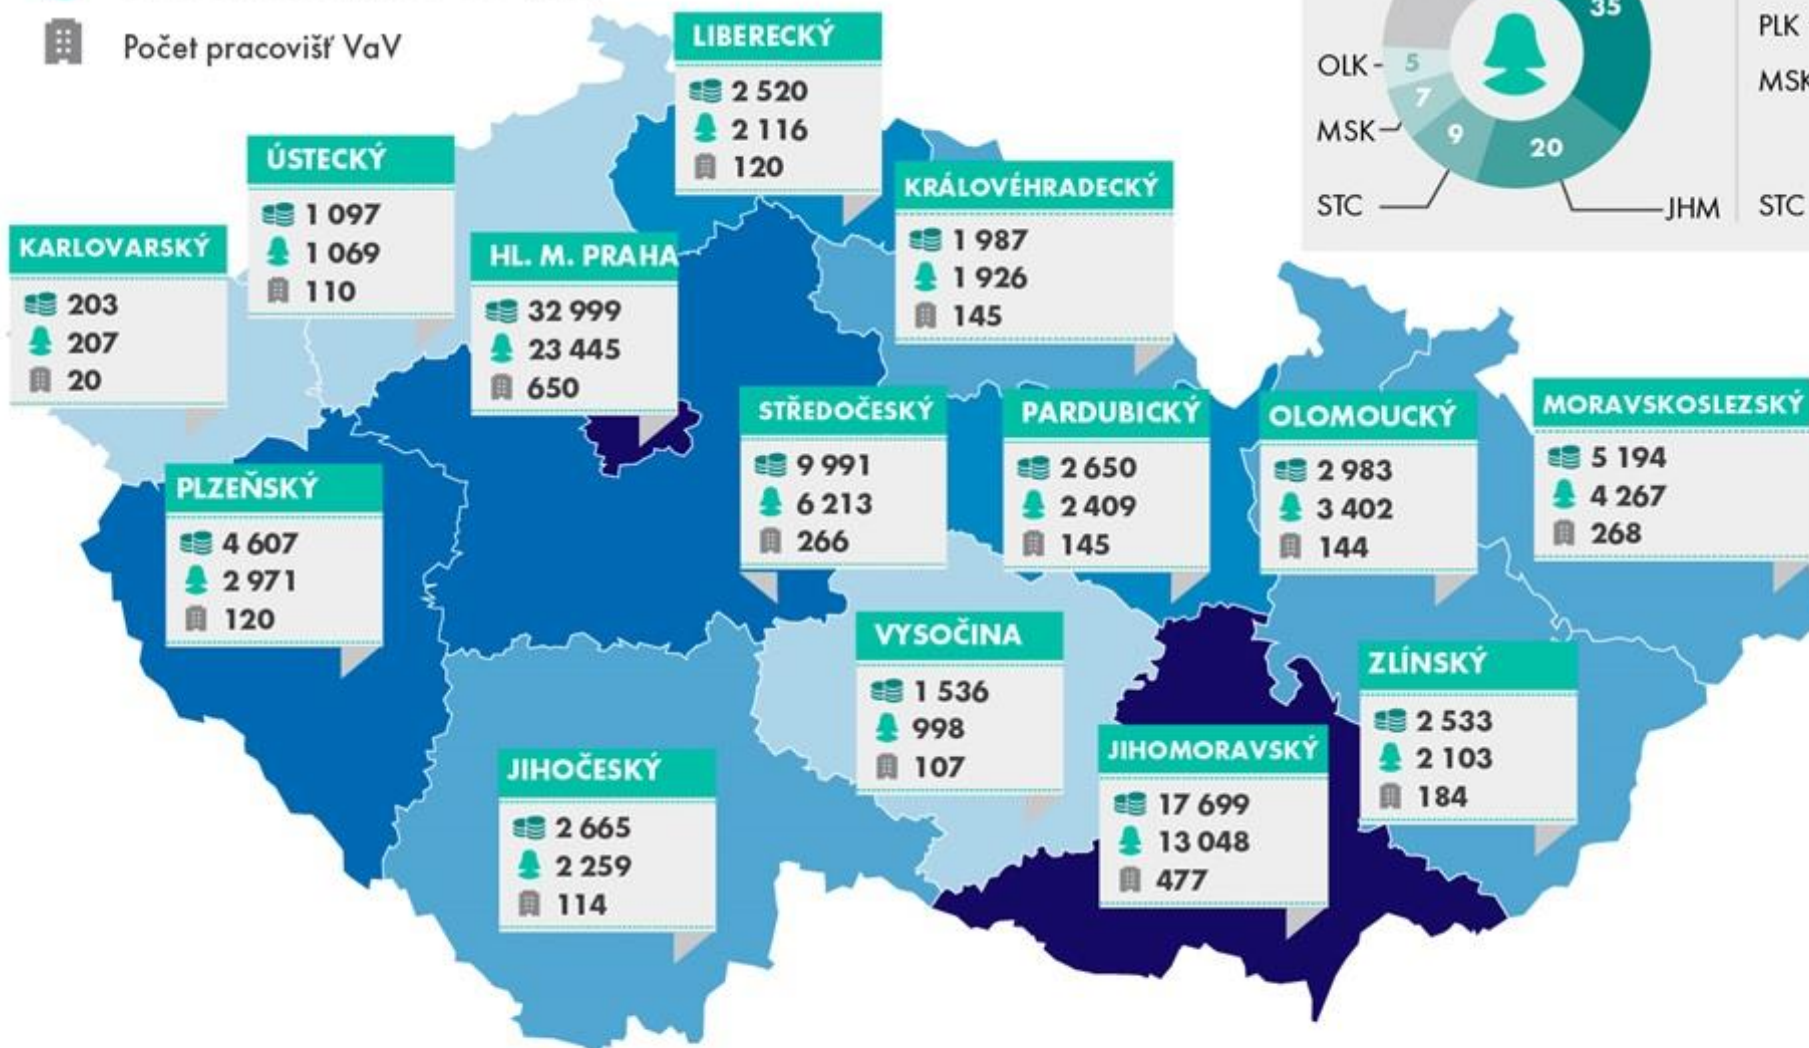 Počet pracovišť VaV
LIBERECKÝ
2 520
2 116
120
ÚSTECKÝ
1 097
1 069
110
KRÁLOVÉHRADECKÝ
1 987
1 926
145
KARLOVARSKÝ
203
207
20
HL. M. PRAHA
32 999
23 445
650
STŘEDOČESKÝ
9 991
6 213
266
PARDUBICKÝ
2 650
2 409
145
OLOMOUCKÝ
2 983
3 402
144
MORAVSKOSLEZSKÝ
5 194
4 267
268
PLZEŇSKÝ
4 607
2 971
120
VYSOČINA
1 536
998
107
ZLÍNSKÝ
2 533
2 103
184
JIHOČESKÝ
2 665
2 259
114
JIHOMORAVSKÝ
17 699
13 048
477
35
OLK
5
7
MSK
9
20
STC
JHM
PLK
MSK
STC